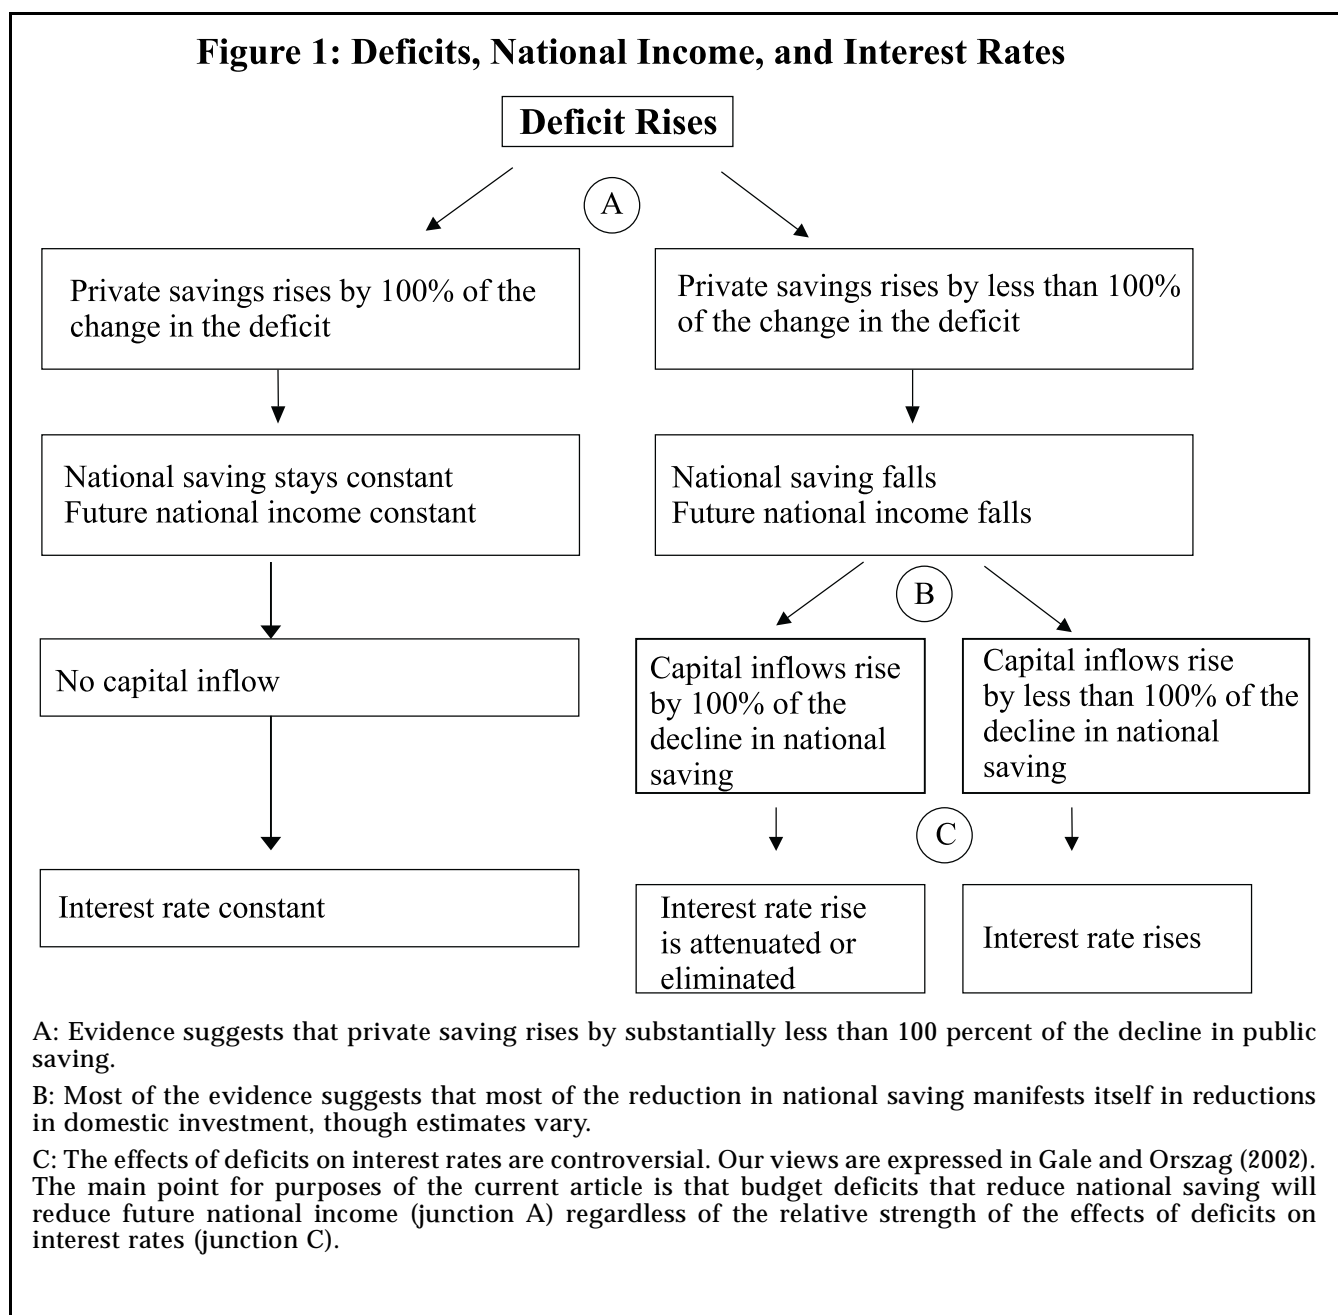 Figure 1: Deficits, National Income, and Interest Rates
Deficit Rises
A
Private savings rises by 100% of the
change in the deficit
Private savings rises by less than 100%
of the change in the deficit
National saving stays constant
Future national income constant
National saving falls
Future national income falls
B
No capital inflow
Capital inflows rise
by 100% of the
decline in national
saving
Capital inflows rise
by less than 100% of the
decline in national
saving
C
Interest rate constant
Interest rate rise
is attenuated or
eliminated
Interest rate rises
A: Evidence suggests that private saving rises by substantially less than 100 percent of the decline in public
saving.
B: Most of the evidence suggests that most of the reduction in national saving manifests itself in reductions
in domestic investment, though estimates vary.
C: The effects of deficits on interest rates are controversial. Our views are expressed in Gale and Orszag (2002).
The main point for purposes of the current article is that budget deficits that reduce national saving will
reduce future national income (junction A) regardless of the relative strength of the effects of deficits on
interest rates (junction C).